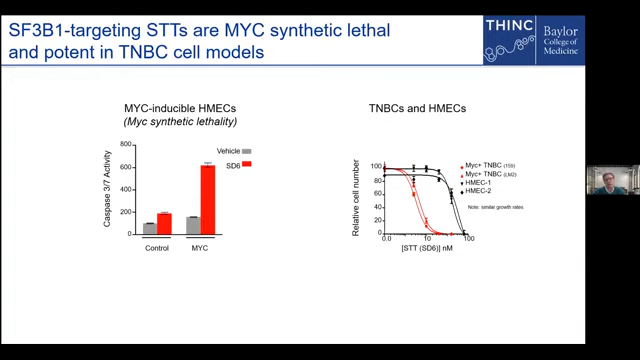 SF3B1-targeting STTs are MYC synthetic lethal
and potent in TNBC cell models
THINC
Baylor
College of
Medicine
MYC-inducible HMECs
(Myc synthetic lethality)
Caspase 3/7 Activity
800
600
400
200
0
Vehicle
SD6
Control
MYC
TNBCs and HMECs
Relative cell number
100
80
60
40
20
0
0.0
10
100
[STT (SD6)] nM
Myc+ TNBC (159)
Myc+ TNBC (LM2)
HMEC-1
HMEC-2
Note: similar growth rates